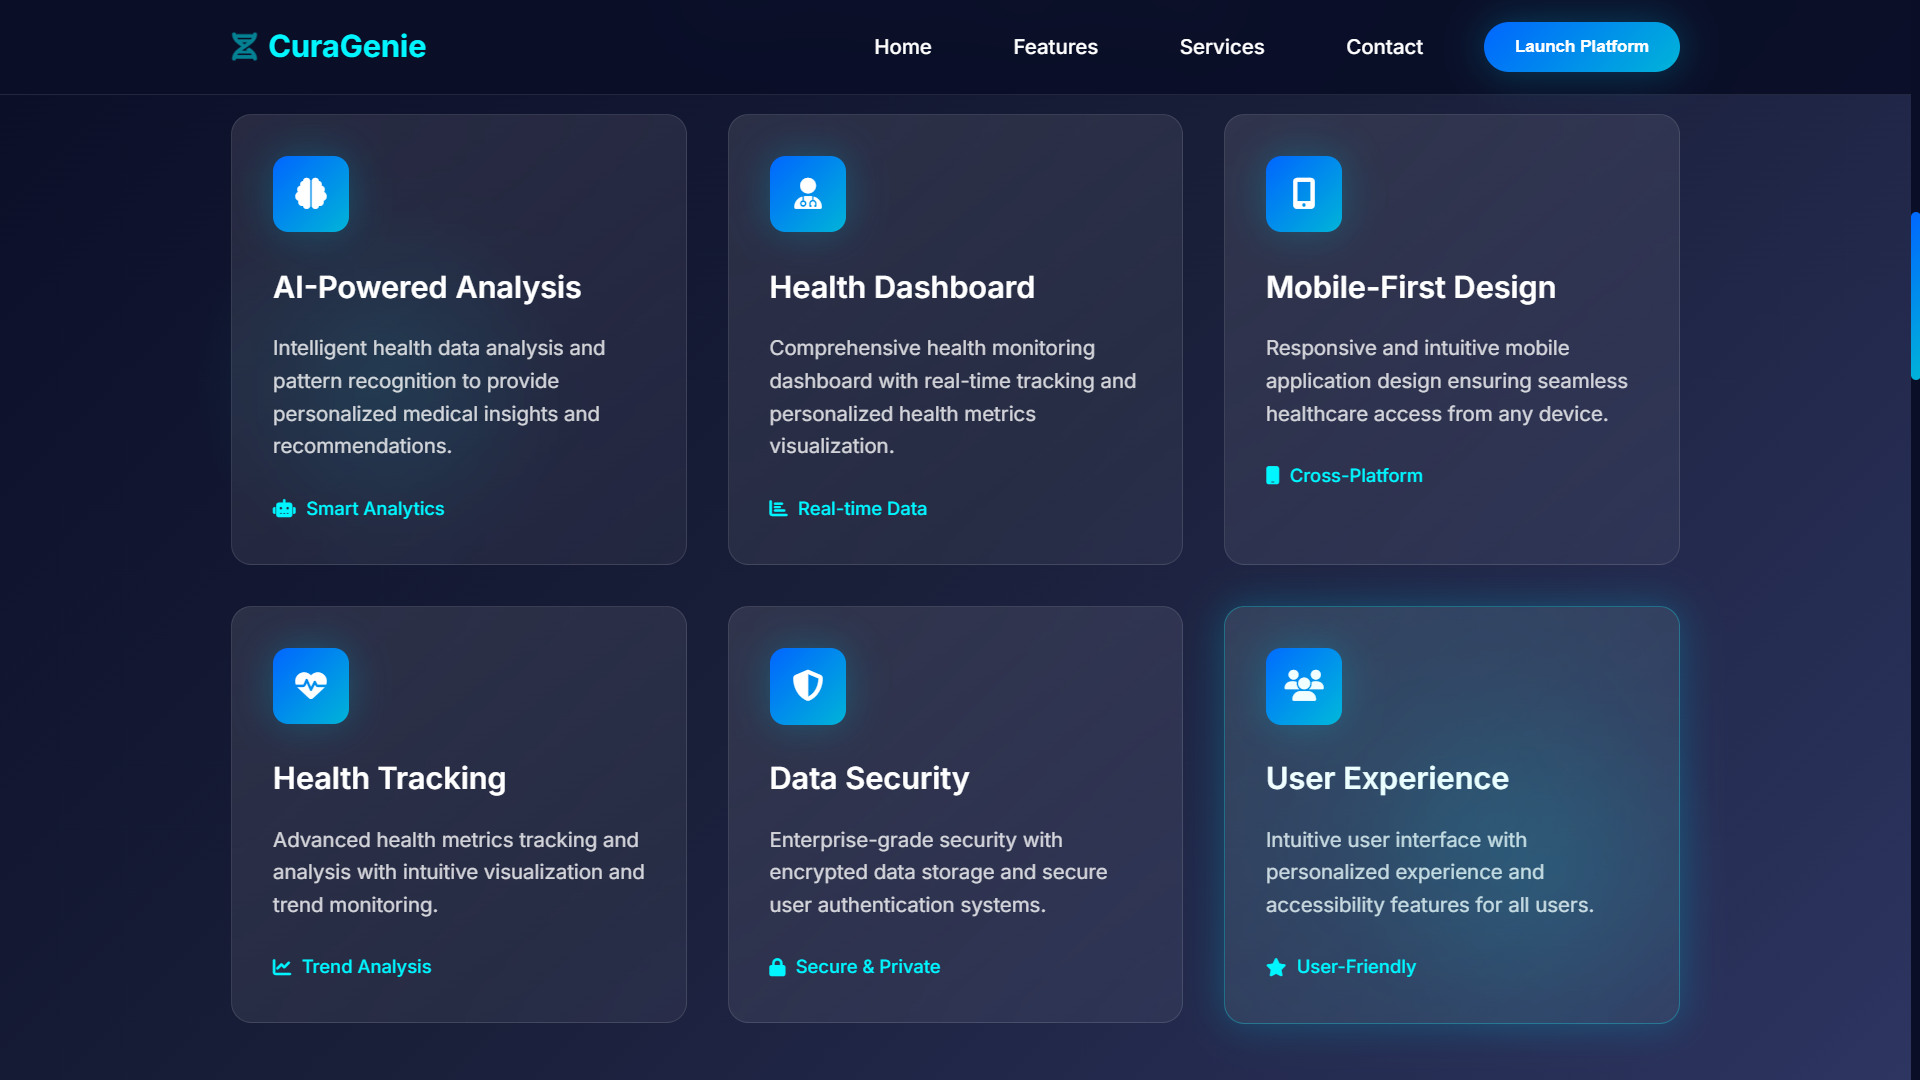 CuraGenie
Home
Features
Services
Contact
Launch Platform
AI-Powered Analysis
Intelligent health data analysis and
pattern recognition to provide
personalized medical insights and
recommendations.
Smart Analytics
Health Dashboard
Comprehensive health monitoring
dashboard with real-time tracking and
personalized health metrics
visualization.
Real-time Data
Mobile-First Design
Responsive and intuitive mobile
application design ensuring seamless
healthcare access from any device.
Cross-Platform
Health Tracking
Advanced health metrics tracking and
analysis with intuitive visualization and
trend monitoring.
Trend Analysis
Data Security
Enterprise-grade security with
encrypted data storage and secure
user authentication systems.
Secure & Private
User Experience
Intuitive user interface with
personalized experience and
accessibility features for all users.
User-Friendly